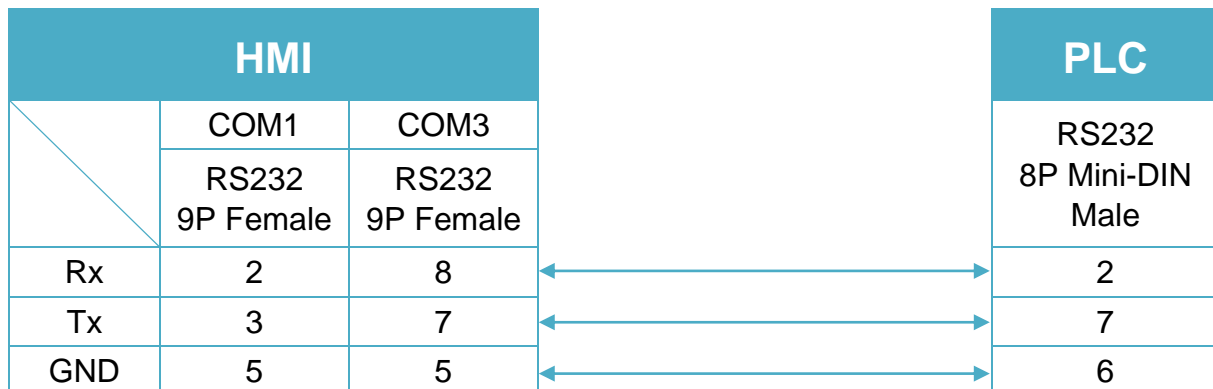 HMI PLC
COM1 COM3
RS232
9P Female
RS232
9P Female
RS232
8P Mini-DIN
Male
Rx 2 8 2
Tx 3 7 7
GND 5 5 6